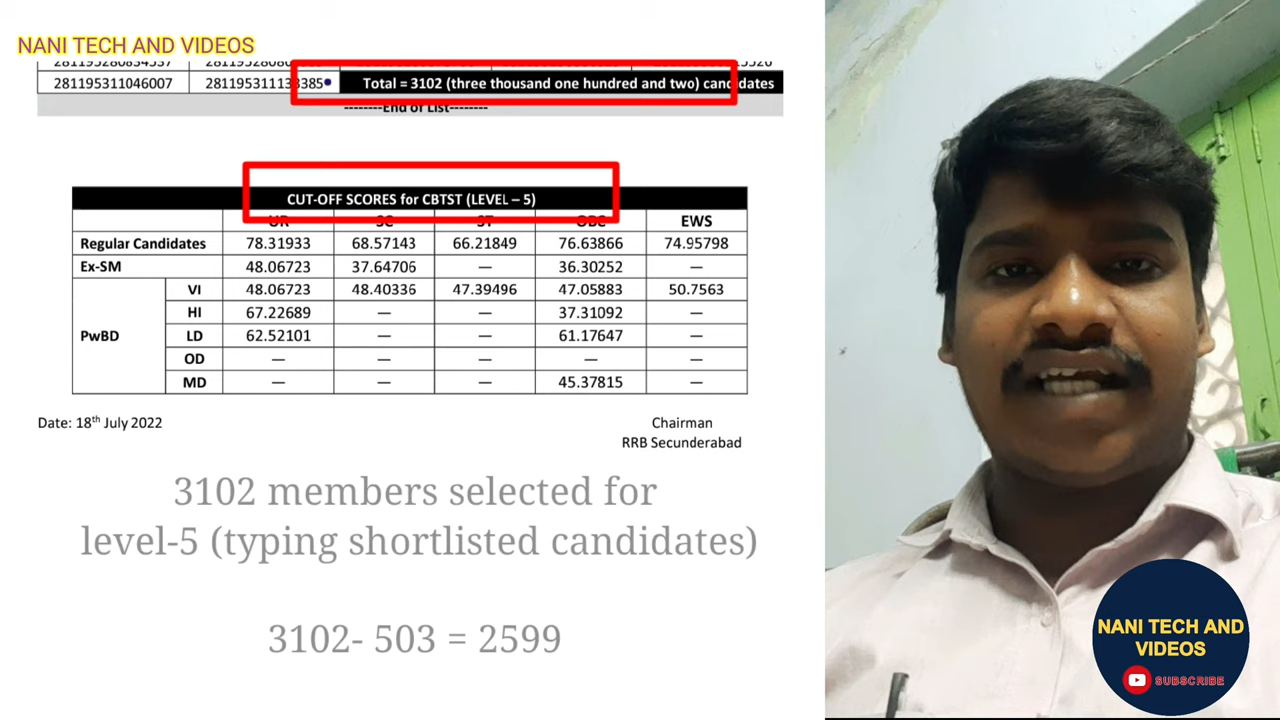 NANI TECH AND VIDEOS
281195311046007 281195311133385 Total = 3102 (three thousand one hundred and two) candidates
--------End of List--------
CUT-OFF SCORES for CBTST (LEVEL – 5)
UR SC ST OBC EWS
Regular Candidates 78.31933 68.57143 66.21849 76.63866 74.95798
Ex-SM 48.06723 37.64706 — 36.30252 —
VI 48.06723 48.40336 47.39496 47.05883 50.7563
HI 67.22689 — — 37.31092 —
PwBD LD 62.52101 — — 61.17647 —
OD — — — — —
MD — — — 45.37815 —
Date: 18th July 2022 Chairman
RRB Secunderabad
3102 members selected for
level-5 (typing shortlisted candidates)
3102- 503 = 2599
NANI TECH AND
VIDEOS
SUBSCRIBE